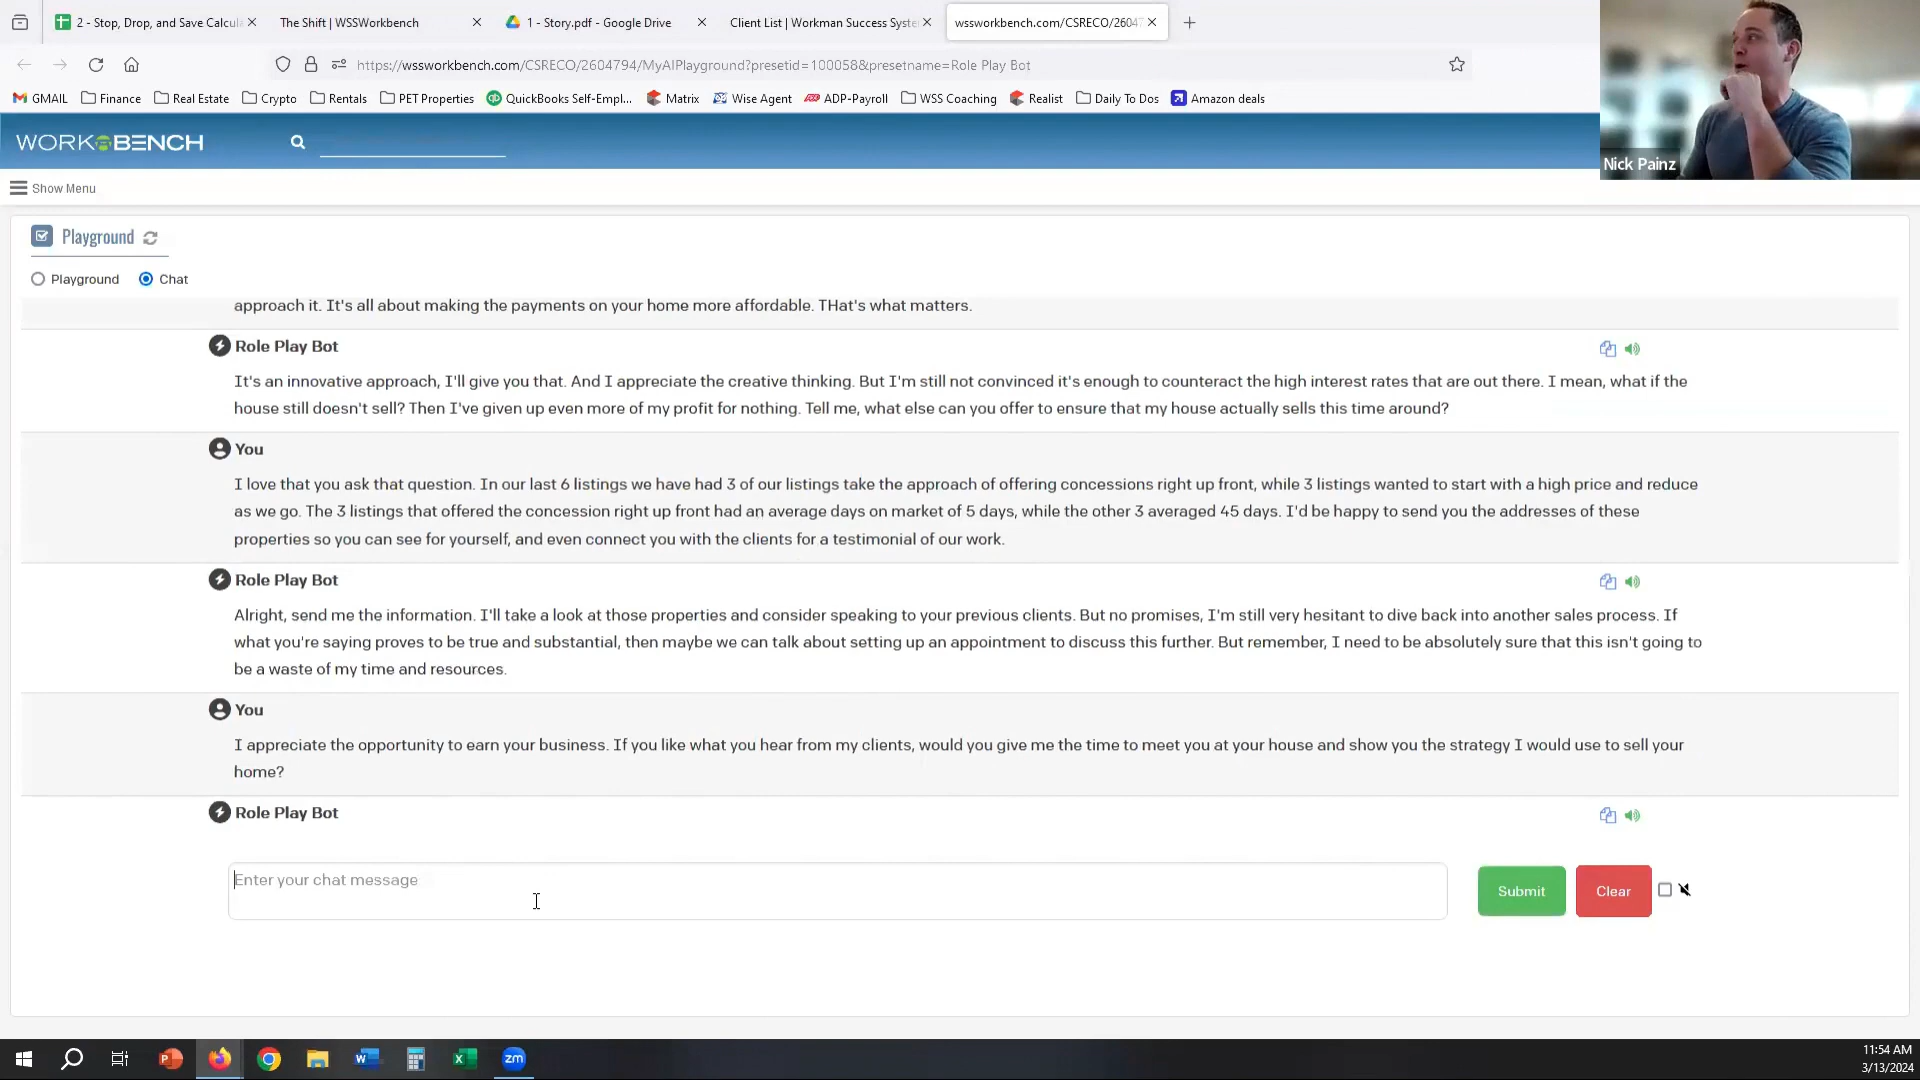 2 - Stop, Drop, and Save Calcul
The Shift | WSSWorkbench
1 - Story.pdf - Google Drive
Client List | Workman Success Syste
wssworkbench.com/CSRECO/2604
https://wssworkbench.com/CSRECO/2604794/MyAIPlayground?presetid=100058&presetname=Role Play Bot
GMAIL
Finance
Real Estate
Crypto
Rentals
PET Properties
QuickBooks Self-Empl...
Matrix
Wise Agent
ADP-Payroll
WSS Coaching
Realist
Daily To Dos
Amazon deals
Nick Painz
WORKBENCH
Show Menu
Playground
Playground
Chat
approach it. It's all about making the payments on your home more affordable. THat's what matters.
Role Play Bot
It's an innovative approach, I'll give you that. And I appreciate the creative thinking. But I'm still not convinced it's enough to counteract the high interest rates that are out there. I mean, what if the
house still doesn't sell? Then I've given up even more of my profit for nothing. Tell me, what else can you offer to ensure that my house actually sells this time around?
You
I love that you ask that question. In our last 6 listings we have had 3 of our listings take the approach of offering concessions right up front, while 3 listings wanted to start with a high price and reduce
as we go. The 3 listings that offered the concession right up front had an average days on market of 5 days, while the other 3 averaged 45 days. I'd be happy to send you the addresses of these
properties so you can see for yourself, and even connect you with the clients for a testimonial of our work.
Role Play Bot
Alright, send me the information. I'll take a look at those properties and consider speaking to your previous clients. But no promises, I'm still very hesitant to dive back into another sales process. If
what you're saying proves to be true and substantial, then maybe we can talk about setting up an appointment to discuss this further. But remember, I need to be absolutely sure that this isn't going to
be a waste of my time and resources.
You
I appreciate the opportunity to earn your business. If you like what you hear from my clients, would you give me the time to meet you at your house and show you the strategy I would use to sell your
home?
Role Play Bot
Enter your chat message
Submit
Clear
zm
11:54 AM
3/13/2024